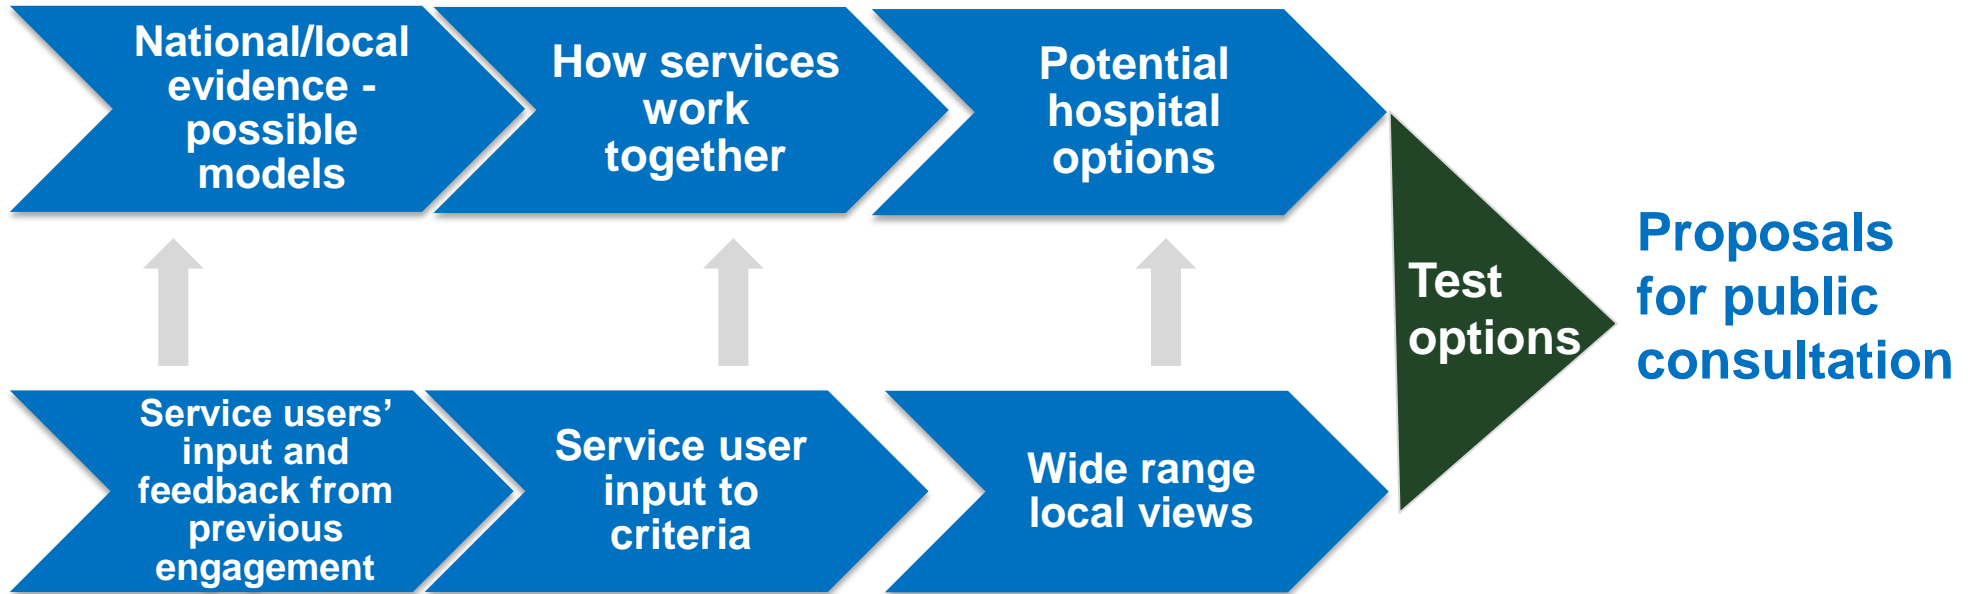 National/local
evidence -
possible
models
How services
work
together
Potential
hospital
options
Service users’
input and
feedback from
previous
engagement
Service user
input to
criteria
Wide range
local views
Test
options
Proposals
for public
consultation